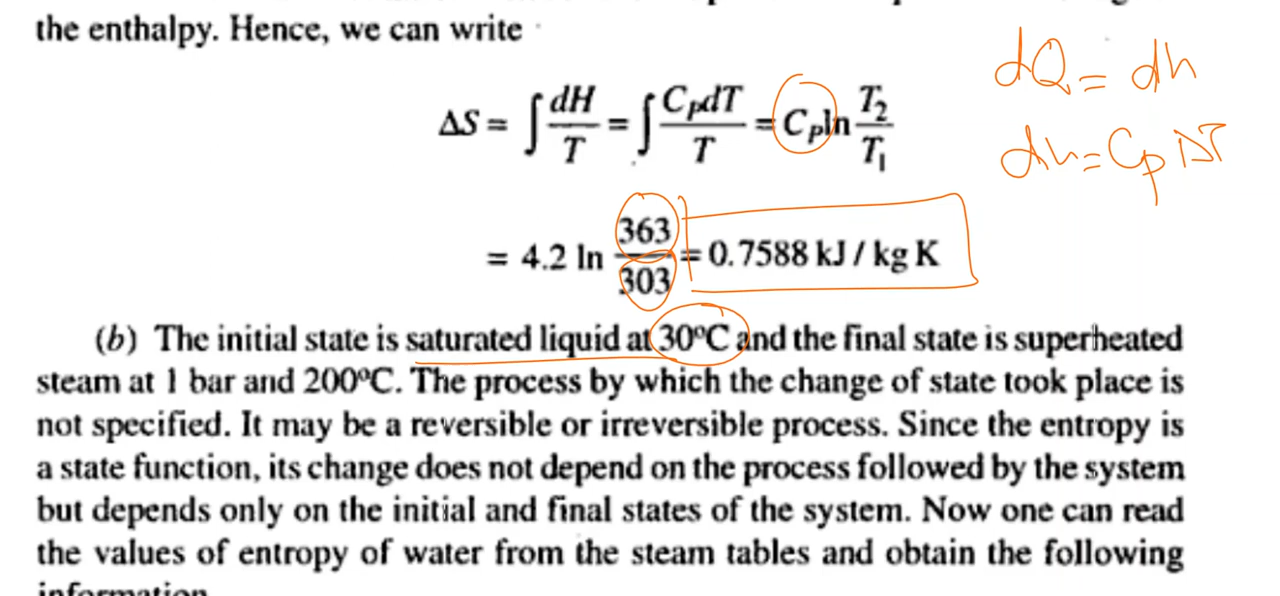 the enthalpy. Hence, we can write
dQ = dh
ΔS = ∫ dH/T = ∫ CpdT/T = Cpln T2/T1
dh = Cp ΔT
= 4.2 ln 363/303 = 0.7588 kJ / kg K
(b) The initial state is saturated liquid at 30ºC and the final state is superheated
steam at 1 bar and 200ºC. The process by which the change of state took place is
not specified. It may be a reversible or irreversible process. Since the entropy is
a state function, its change does not depend on the process followed by the system
but depends only on the initial and final states of the system. Now one can read
the values of entropy of water from the steam tables and obtain the following
information